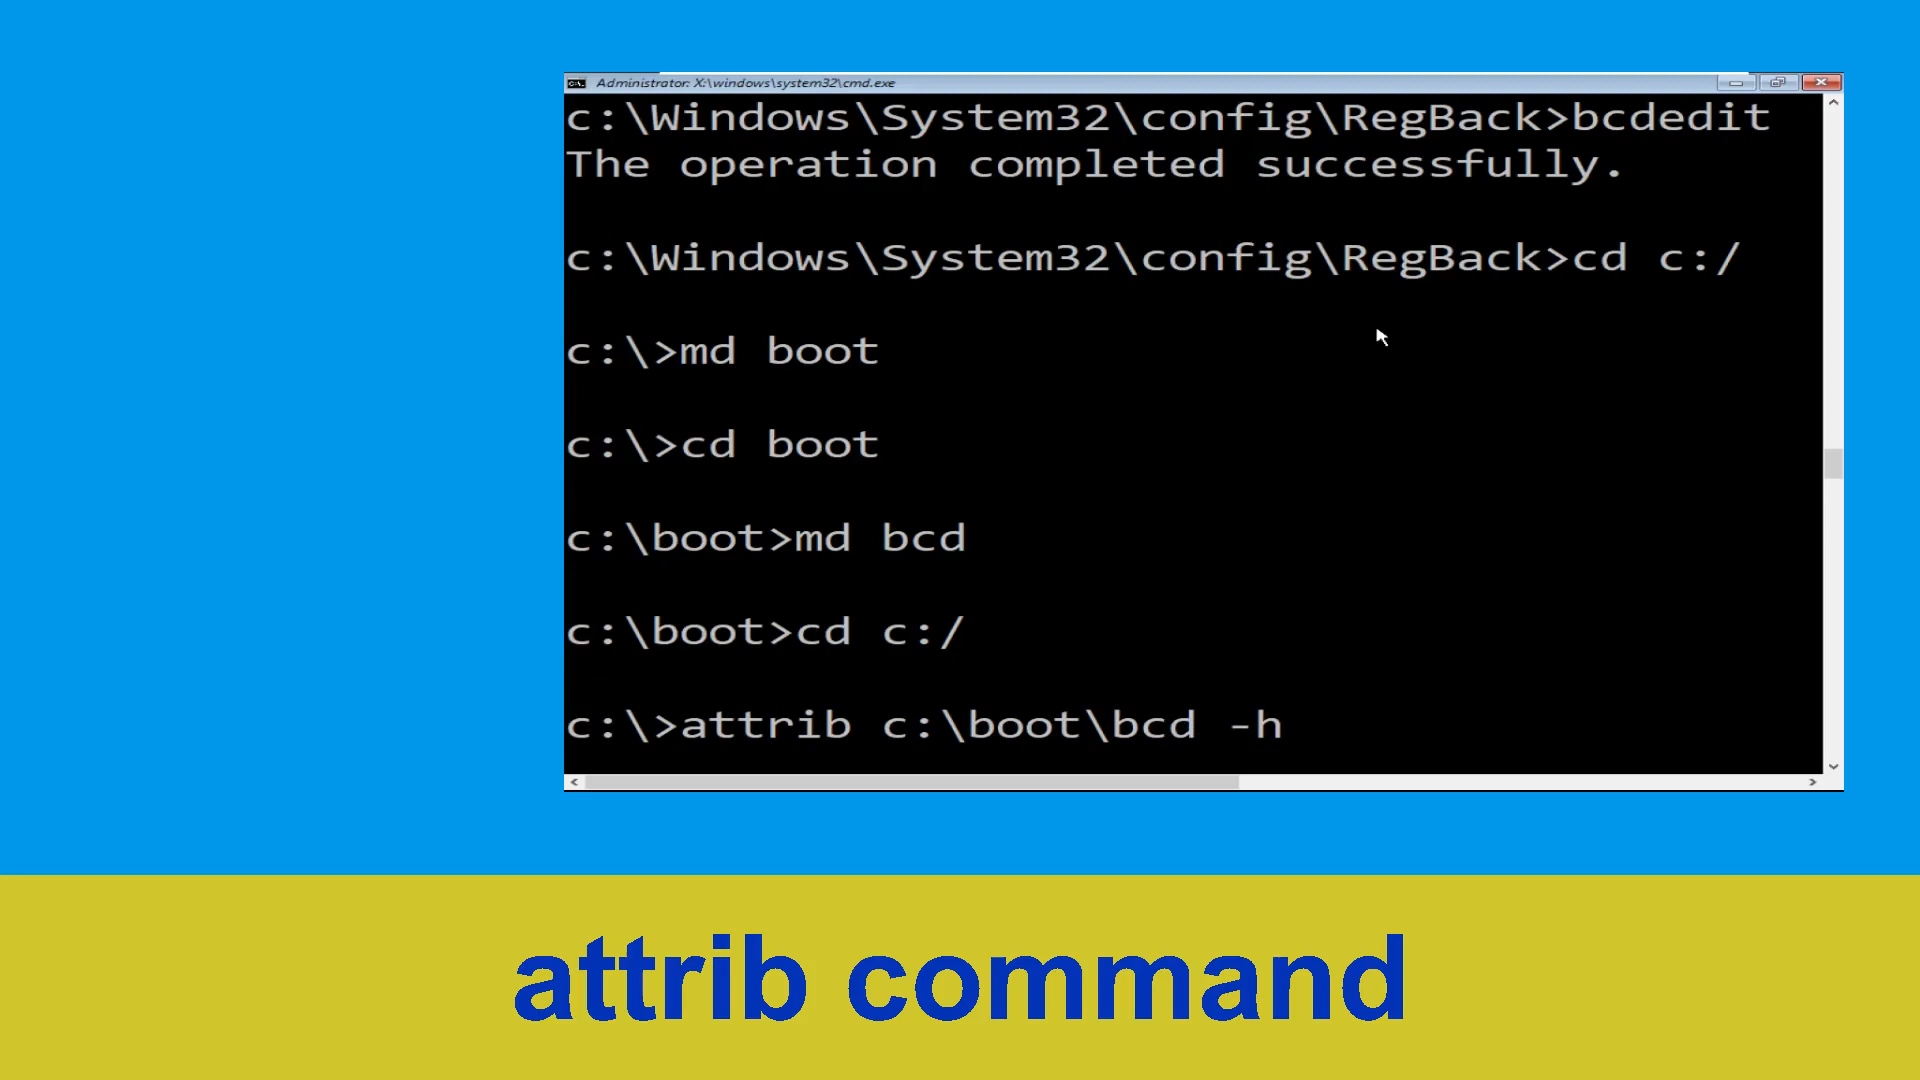 Administrator: X:\windows\system32\cmd.exe
c:\Windows\System32\config\RegBack>bcdedit
The operation completed successfully.
c:\Windows\System32\config\RegBack>cd c:/
c:\>md boot
c:\>cd boot
c:\boot>md bcd
c:\boot>cd c:/
c:\>attrib c:\boot\bcd -h
attrib command